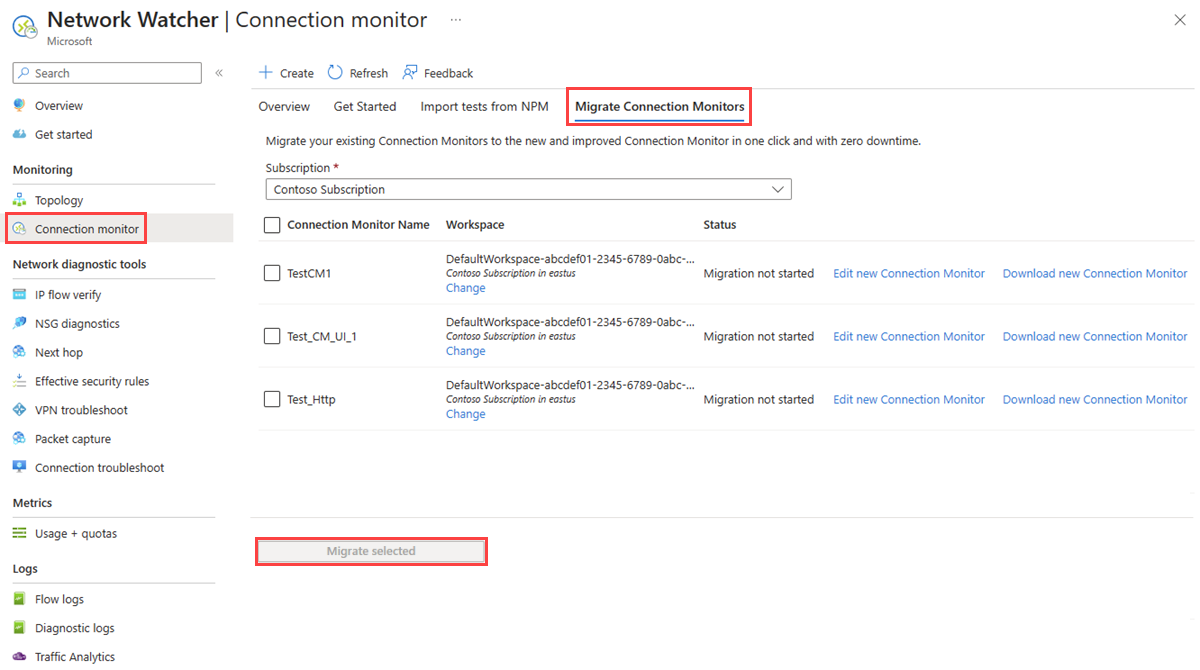 Network Watcher | Connection monitor ...
Microsoft
Search «
Overview
Get started
Monitoring
Topology
Connection monitor
Network diagnostic tools
IP flow verify
NSG diagnostics
Next hop
Effective security rules
VPN troubleshoot
Packet capture
Connection troubleshoot
Metrics
Usage + quotas
Logs
Flow logs
Diagnostic logs
Traffic Analytics
Create Refresh Feedback
Overview Get Started Import tests from NPM Migrate Connection Monitors
Migrate your existing Connection Monitors to the new and improved Connection Monitor in one click and with zero downtime.
Subscription *
Contoso Subscription
Connection Monitor Name Workspace Status
DefaultWorkspace-abcdef01-2345-6789-0abc-...
TestCM1 Contoso Subscription in eastus Migration not started Edit new Connection Monitor Download new Connection Monitor
Change
DefaultWorkspace-abcdef01-2345-6789-0abc-...
Test_CM_UI_1 Contoso Subscription in eastus Migration not started Edit new Connection Monitor Download new Connection Monitor
Change
DefaultWorkspace-abcdef01-2345-6789-0abc-...
Test_Http Contoso Subscription in eastus Migration not started Edit new Connection Monitor Download new Connection Monitor
Change
Migrate selected